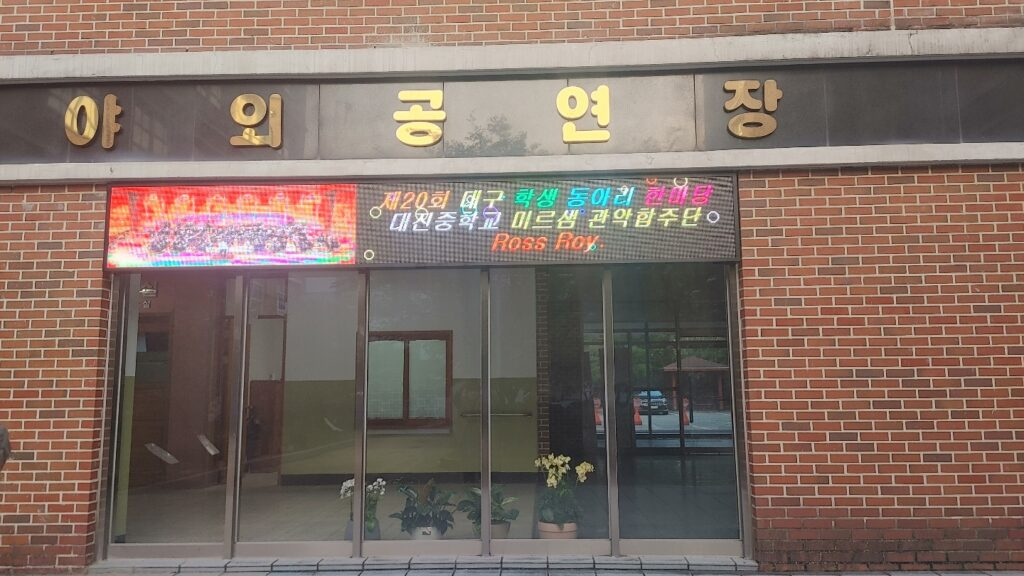 야외공연장
제20회 대구 학생 동아리 한마당
대진중학교 미르샘 관악합주단
Ross Roy.